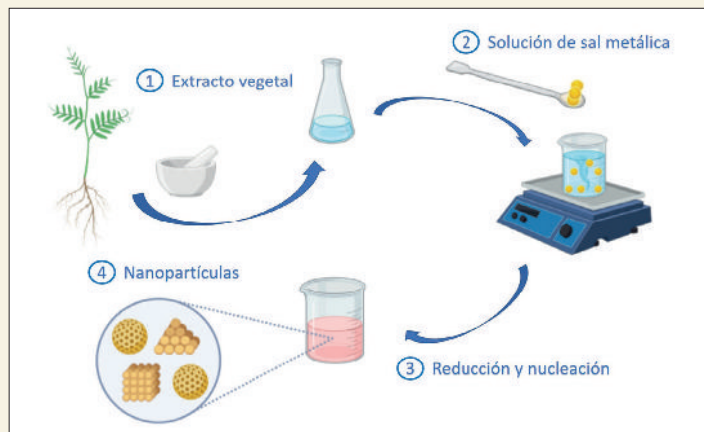 1 Extracto vegetal
2 Solución de sal metálica
3 Reducción y nucleación
4 Nanopartículas